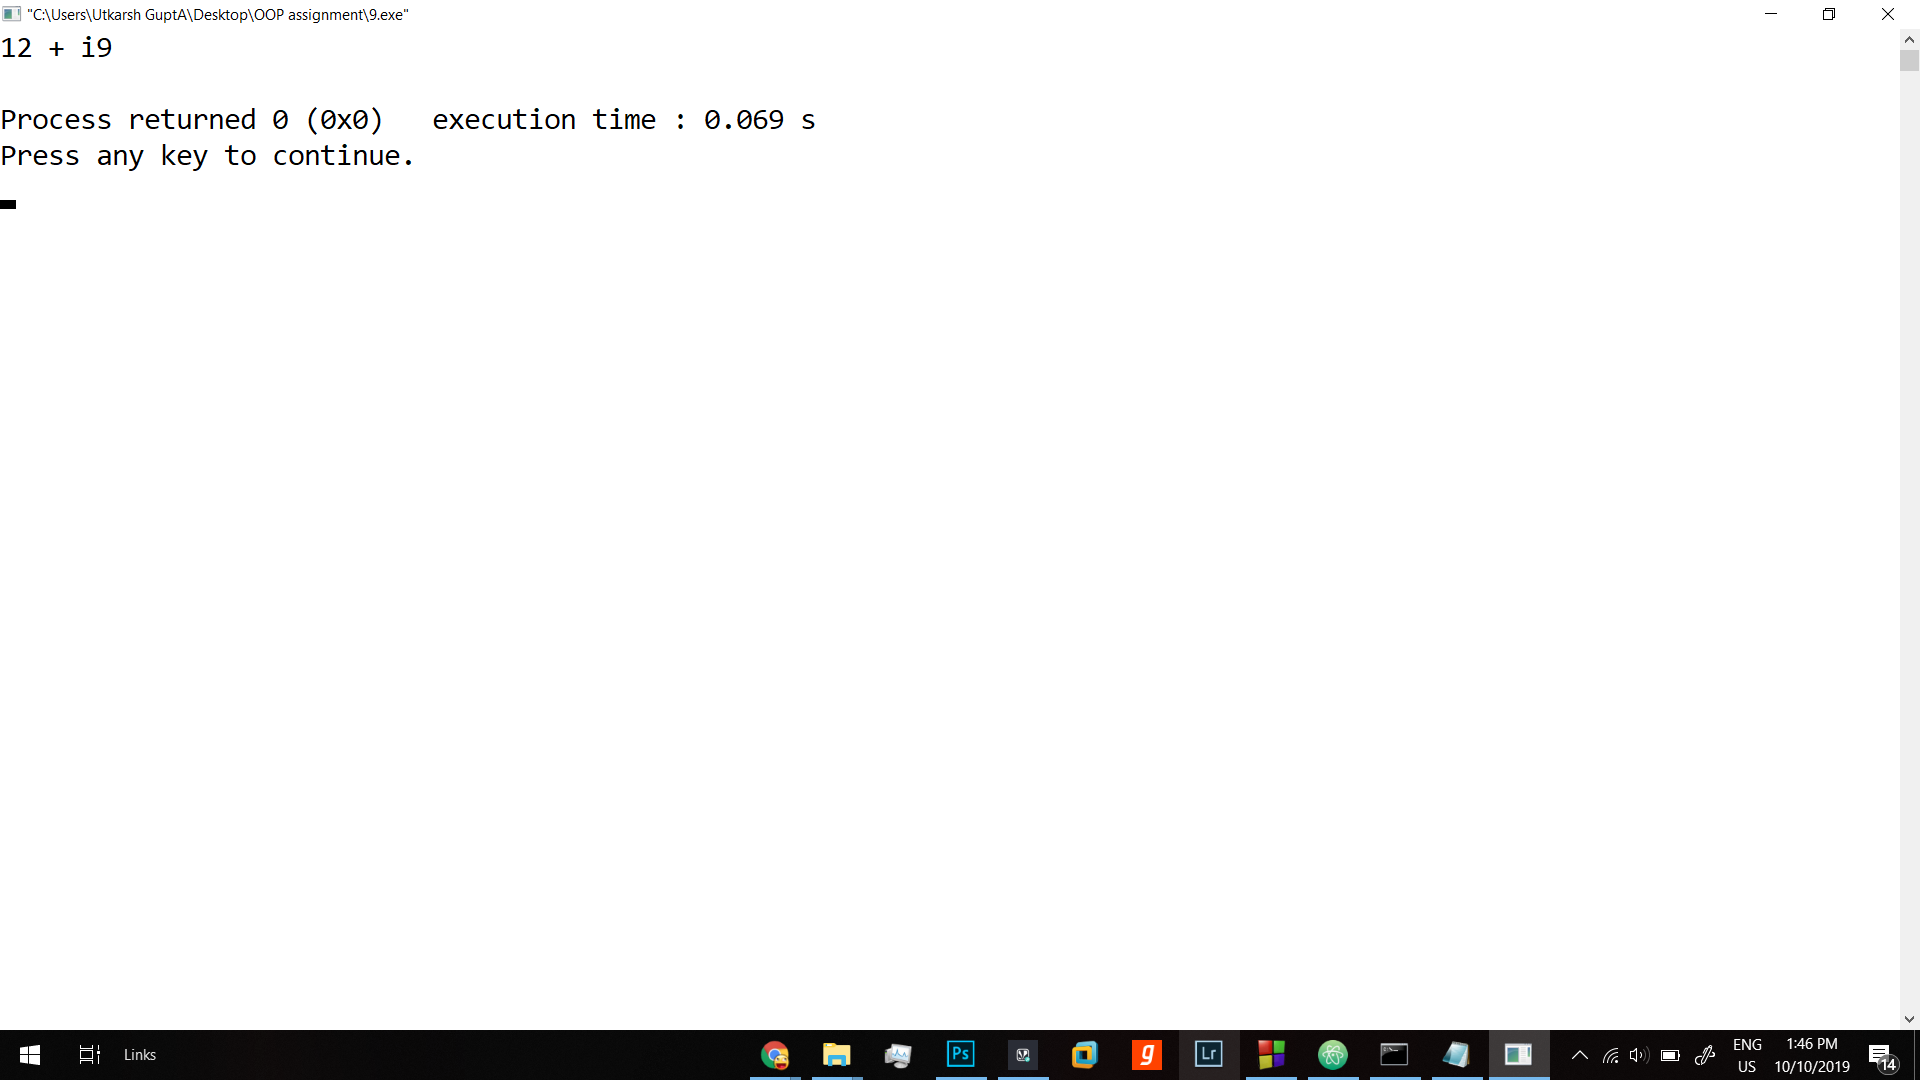 "C:\Users\Utkarsh GuptA\Desktop\OOP assignment\9.exe"
12 + i9
Process returned 0 (0x0)   execution time : 0.069 s
Press any key to continue.
Links
Ps
g
Lr
ENG
US
1:46 PM
10/10/2019
14